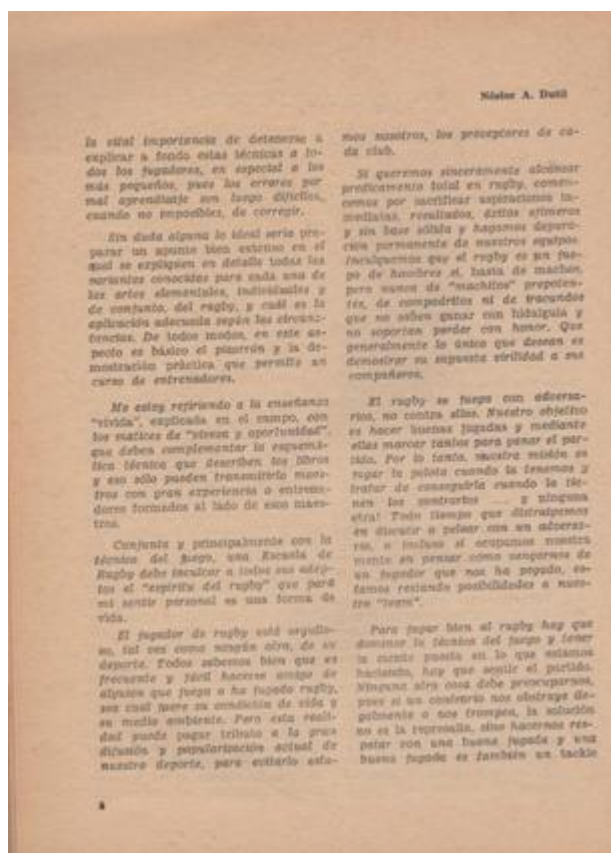 Néstor A. Dutil
la vital importancia de detenerse a
explicar a fondo estas técnicas a to-
dos los jugadores, en especial a los
más pequeños, pues los errores por
mal aprendizaje son luego difíciles,
cuando no imposibles, de corregir.
Sin duda alguna lo ideal sería pre-
parar un apunte bien extenso en el
qual se expliquen en detalle todas las
variantes conocidas para cada una de
las artes elementales, individuales y
de conjunto, del rugby, y cuál es la
aplicación adecuada según las circuns-
tancias. De todos modos, en este as-
pecto es básico el pizarrón y la de-
mostración práctica que permite un
curso de entrenadores.
Me estoy refiriendo a la enseñanza
"vivida", explicada en el campo, con
los matices de "viveza y oportunidad",
que deben complementar la esquemá-
tica técnica que describen los libros
y eso sólo pueden transmitirlo maes-
tros con gran experiencia o entrena-
dores formados al lado de esos maes-
tros.
Conjunta y principalmente con la
técnica del juego, una Escuela de
Rugby debe inculcar a todos sus adep-
tos el "espíritu del rugby" que para
mi sentir personal es una forma de
vida.
El jugador de rugby está orgullo-
so, tal vez como ningún otro, de su
deporte. Todos sabemos bien que es
frecuente y fácil hacerse amigo de
alguien que juega o ha jugado rugby,
sea cual fuere su condición de vida y
su medio ambiente. Pero esta reali-
dad puede pagar tributo a la gran
difusión y popularización actual de
nuestro deporte, para evitarlo esta-
mos nosotros, los preceptores de ca-
da club.
Si queremos sinceramente alcanzar
predicamento total en rugby, comen-
cemos por sacrificar aspiraciones in-
mediatas, resultados, éxitos efímeros
y sin base sólida y hagamos depura-
ción permanente de nuestros equipos.
Inculquemos que el rugby es un jue-
go de hombres sí, hasta de machos,
pero nunca de "machitos" prepoten-
tes, de compadritos ni de iracundos
que no saben ganar con hidalguía y
no soportan perder con honor. Que
generalmente lo único que desean es
demostrar su supuesta virilidad a sus
compañeros.
El rugby se juega con adversa-
rios, no contra ellos. Nuestro objetivo
es hacer buenas jugadas y mediante
ellas marcar tantos para ganar el par-
tido. Por lo tanto, nuestra misión es
jugar la pelota cuando la tenemos y
tratar de conseguirla cuando la tie-
nen los contrarios ... y ninguna
otra! Todo tiempo que distraigamos
en discutir o pelear con un adversa-
rio, o incluso si ocupamos nuestra
mente en pensar cómo vengarnos de
un jugador que nos ha pegado, es-
tamos restando posibilidades a nues-
tro "team".
Para jugar bien al rugby hay que
dominar la técnica del juego y tener
la mente puesta en lo que estamos
haciendo, hay que sentir el partido.
Ninguna otra cosa debe preocuparnos,
pues si un contrario nos obstruye ile-
galmente o nos trampea, la solución
no es la represalia, sino hacernos res-
petar con una buena jugada y una
buena jugada es también un tackle